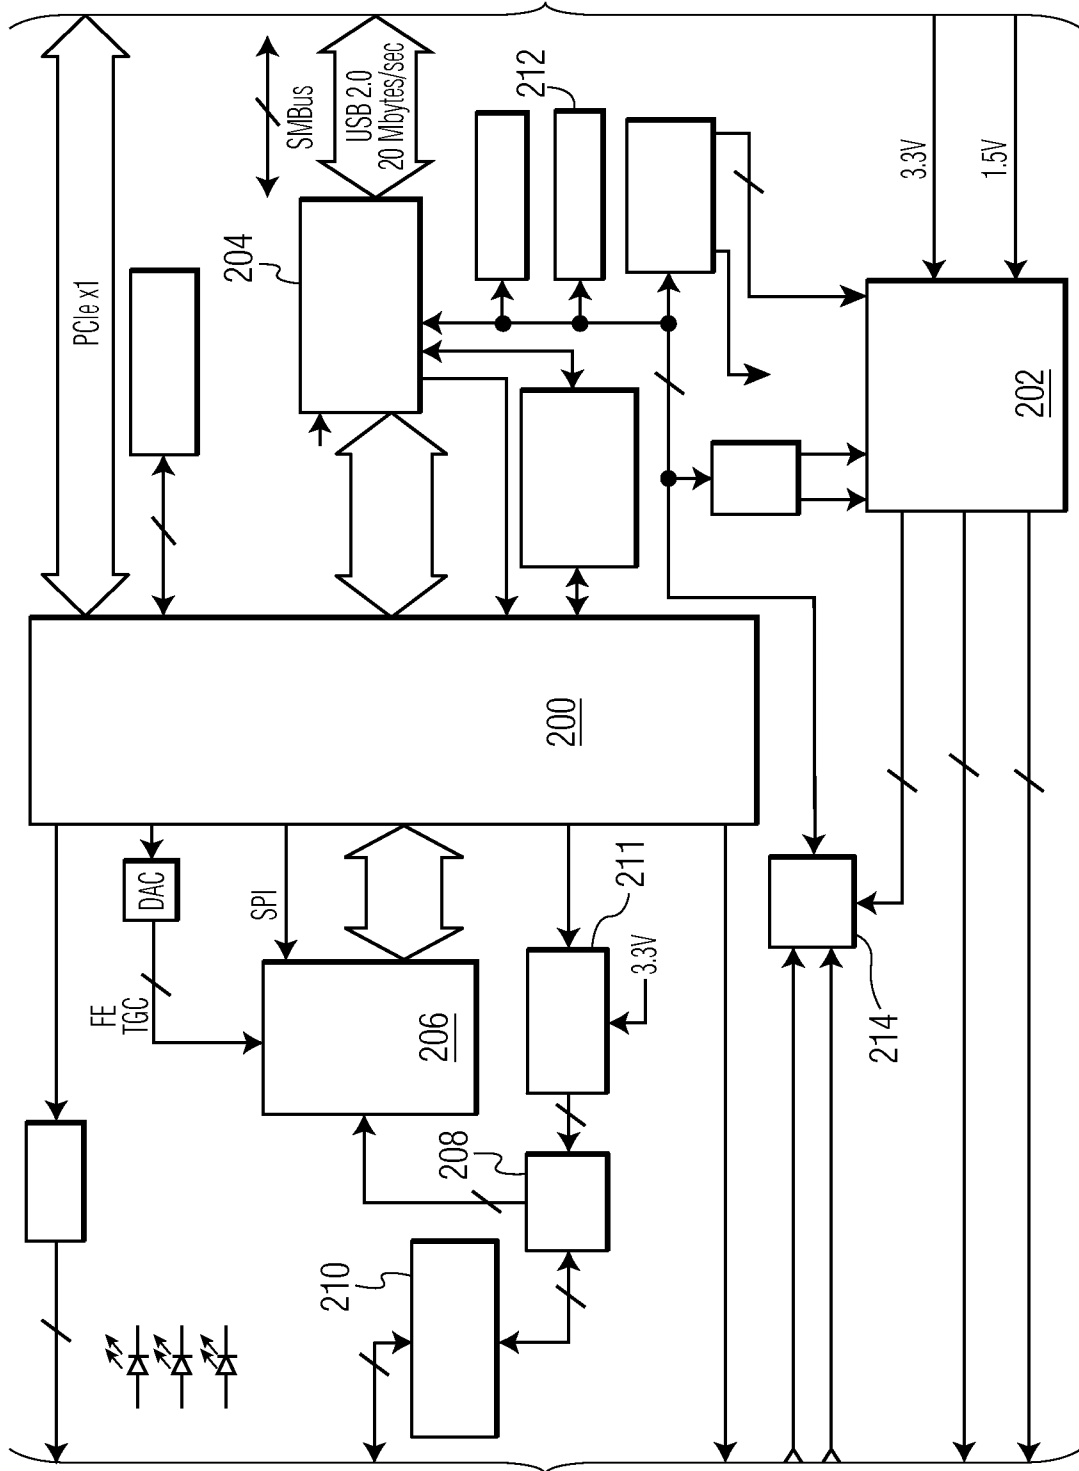 PCIe x1
SMBus
USB 2.0
20 Mbytes/sec
212
204
3.3V
1.5V
202
200
DAC
FE
TGC
SPI
206
211
3.3V
214
208
210